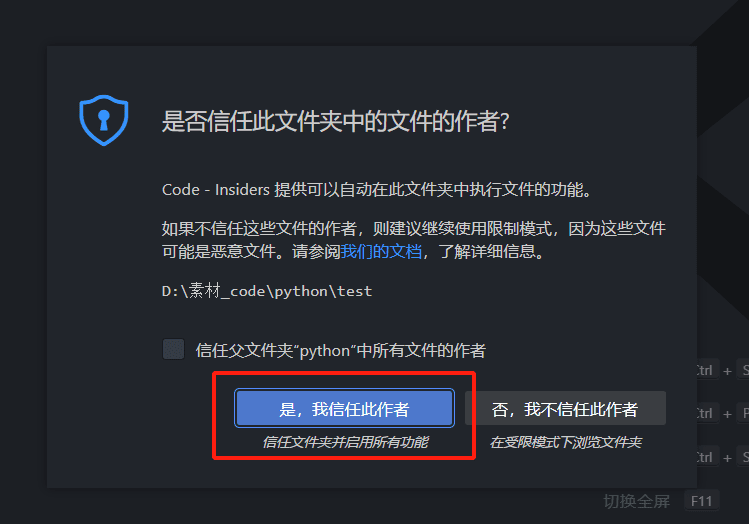 是否信任此文件夹中的文件的作者?
Code - Insiders 提供可以自动在此文件夹中执行文件的功能。
如果不信任这些文件的作者，则建议继续使用限制模式，因为这些文件
可能是恶意文件。请参阅我们的文档，了解详细信息。
D:\素材_code\python\test
信任父文件夹“python”中所有文件的作者
是，我信任此作者
否，我不信任此作者
信任文件夹并启用所有功能
在受限模式下浏览文件夹
Ctrl + S
Ctrl + P
Ctrl + S
切换全屏 F11